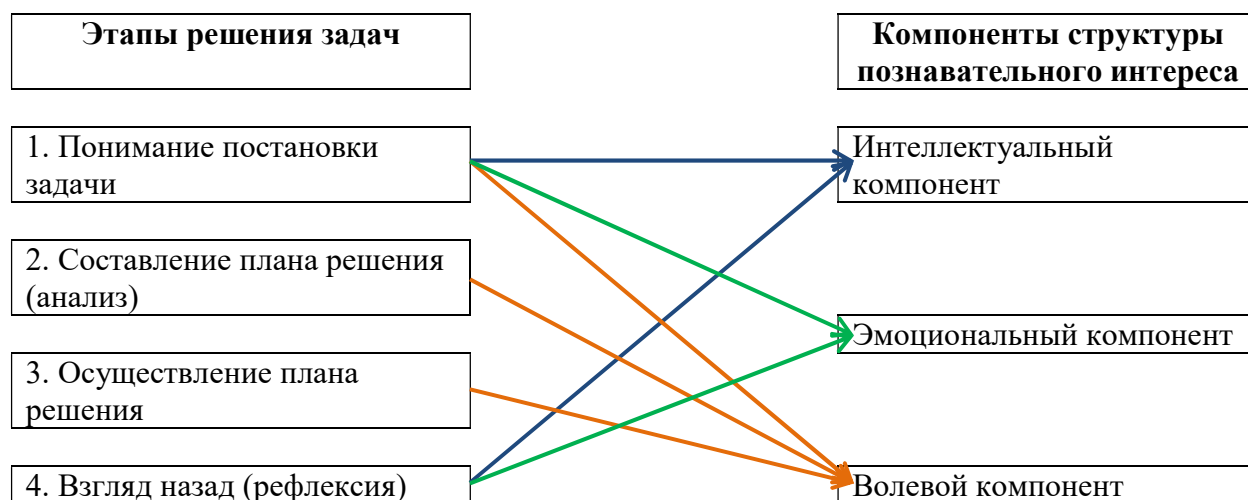 Этапы решения задач
Компоненты структуры
познавательного интереса
1. Понимание постановки
задачи
Интеллектуальный
компонент
2. Составление плана решения
(анализ)
Эмоциональный компонент
3. Осуществление плана
решения
4. Взгляд назад (рефлексия)
Волевой компонент